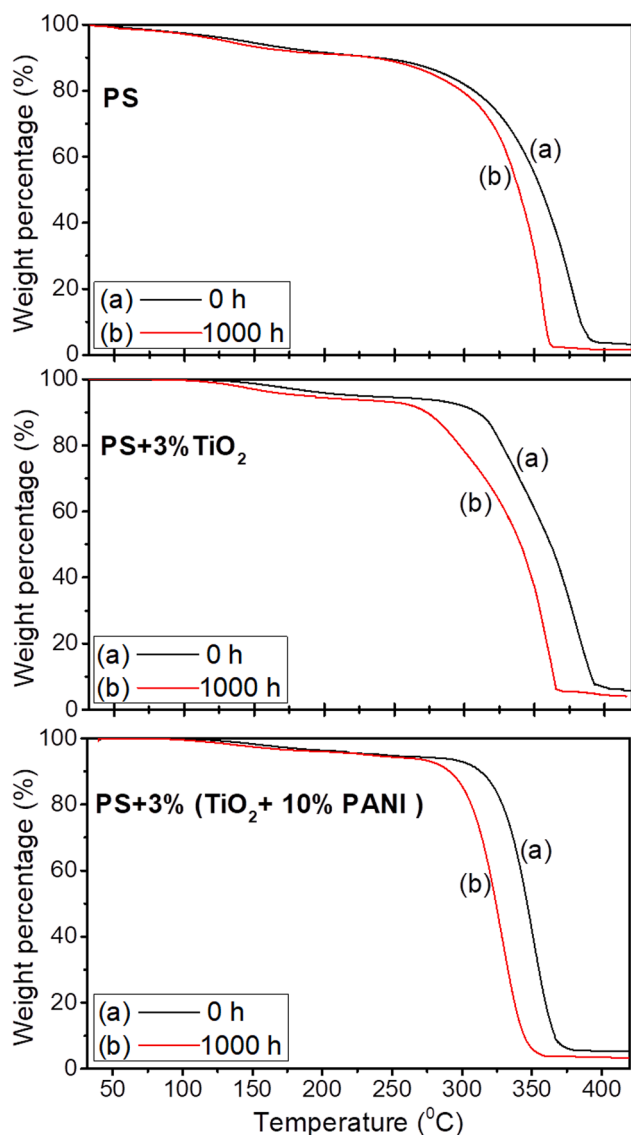 Weight percentage (%)
100
80
60
40
20
0
PS
(a)
(b)
(a) 0 h
(b) 1000 h
Weight percentage (%)
100
80
60
40
20
0
PS+3%TiO₂
(a)
(b)
(a) 0 h
(b) 1000 h
Weight percentage (%)
100
80
60
40
20
0
PS+3% (TiO₂+ 10% PANI )
(a)
(b)
(a) 0 h
(b) 1000 h
50 100 150 200 250 300 350 400
Temperature (⁰C)